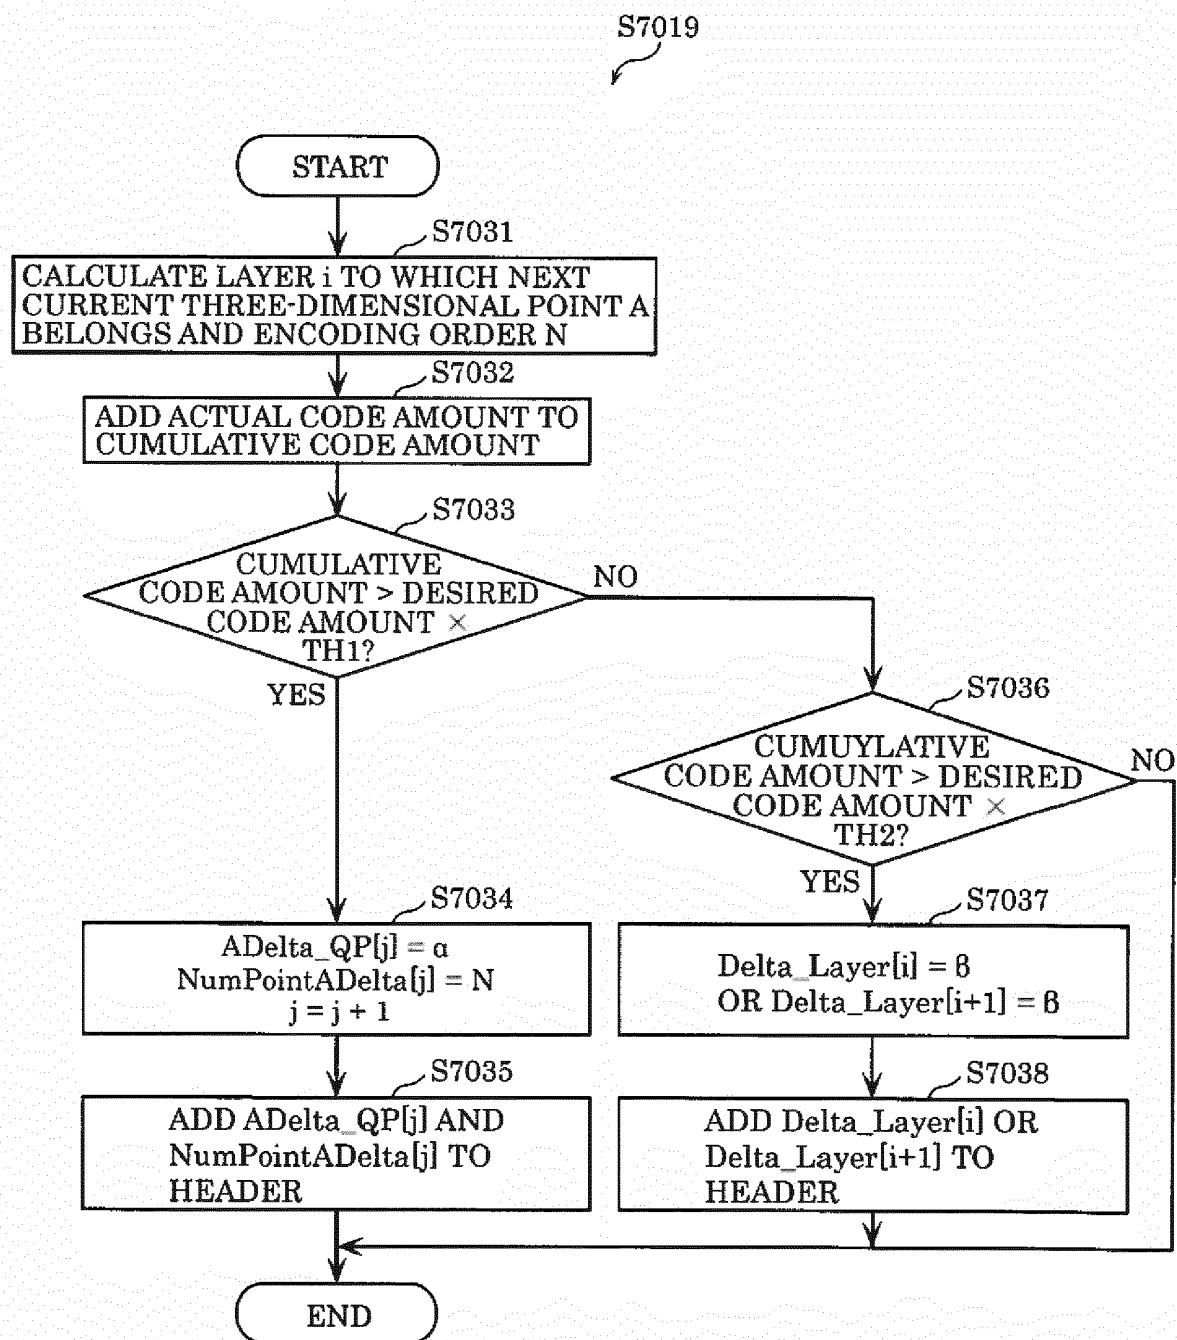 S7019
START
S7031
CALCULATE LAYER i TO WHICH NEXT
CURRENT THREE-DIMENSIONAL POINT A
BELONGS AND ENCODING ORDER N
S7032
ADD ACTUAL CODE AMOUNT TO
CUMULATIVE CODE AMOUNT
S7033
CUMULATIVE
CODE AMOUNT > DESIRED
CODE AMOUNT ×
TH1?
NO
YES
S7036
CUMUYLATIVE
CODE AMOUNT > DESIRED
CODE AMOUNT ×
TH2?
NO
YES
S7034
ADelta_QP[j] = α
NumPointADelta[j] = N
j = j + 1
S7037
Delta_Layer[i] = β
OR Delta_Layer[i+1] = β
S7035
ADD ADelta_QP[j] AND
NumPointADelta[j] TO
HEADER
S7038
ADD Delta_Layer[i] OR
Delta_Layer[i+1] TO
HEADER
END